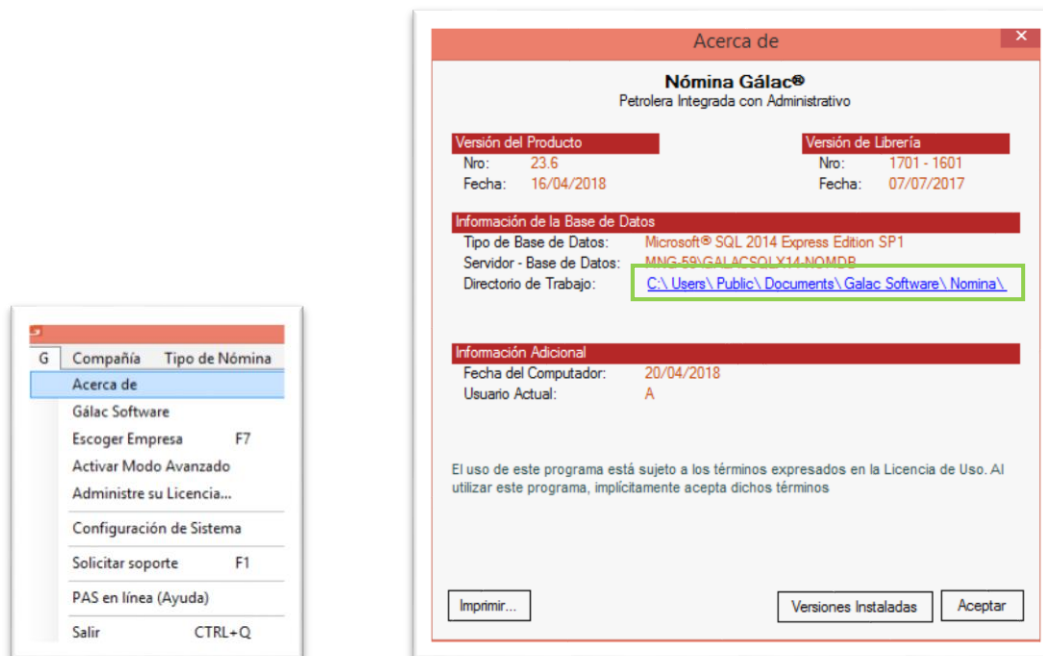 G Compañía Tipo de Nómina
Acerca de
Gálac Software
Escoger Empresa F7
Activar Modo Avanzado
Administre su Licencia...
Configuración de Sistema
Solicitar soporte F1
PAS en línea (Ayuda)
Salir CTRL+Q
Acerca de
Nómina Gálac®
Petrolera Integrada con Administrativo
Versión del Producto
Nro: 23.6
Fecha: 16/04/2018
Versión de Librería
Nro: 1701 - 1601
Fecha: 07/07/2017
Información de la Base de Datos
Tipo de Base de Datos: Microsoft® SQL 2014 Express Edition SP1
Servidor - Base de Datos: MNG-59\GALACSQLX14-NOMDB
Directorio de Trabajo: C:\ Users\ Public\ Documents\ Galac Software\ Nomina\
Información Adicional
Fecha del Computador: 20/04/2018
Usuario Actual: A
El uso de este programa está sujeto a los términos expresados en la Licencia de Uso. Al
utilizar este programa, implícitamente acepta dichos términos
Imprimir...
Versiones Instaladas
Aceptar